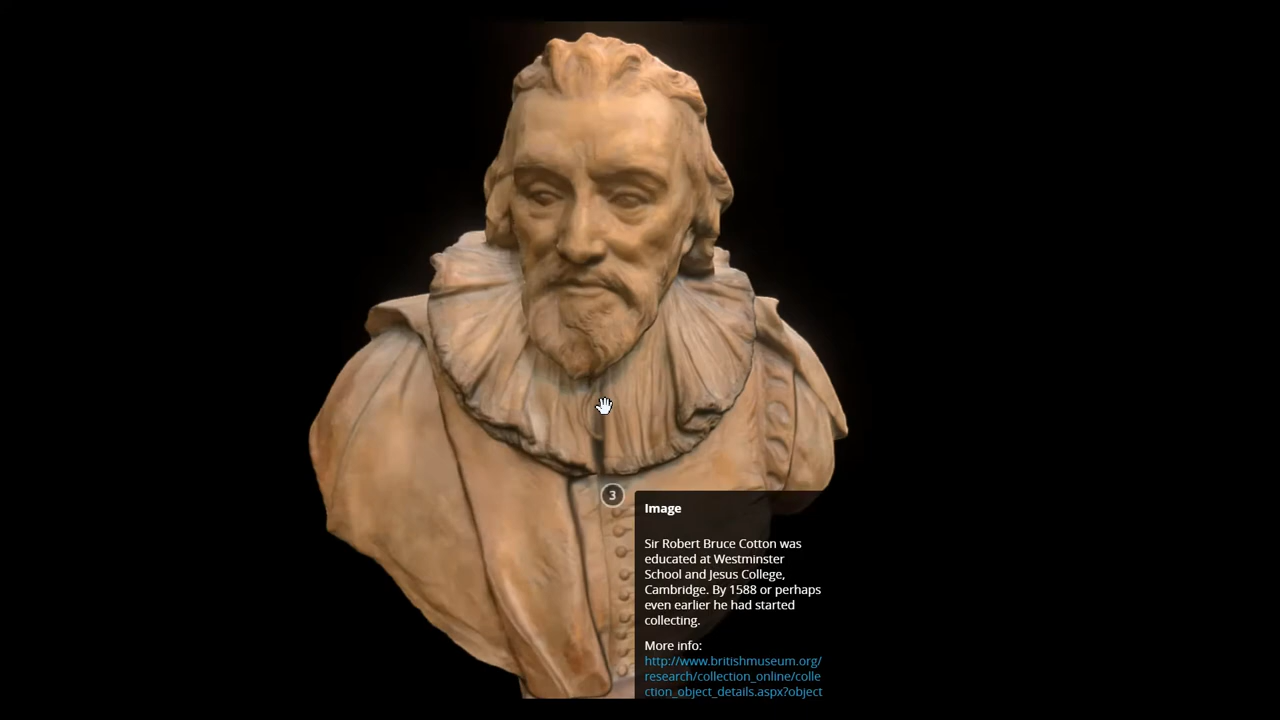 3
Image
Sir Robert Bruce Cotton was
educated at Westminster
School and Jesus College,
Cambridge. By 1588 or perhaps
even earlier he had started
collecting.
More info:
http://www.britishmuseum.org/
research/collection_online/colle
ction_object_details.aspx?object